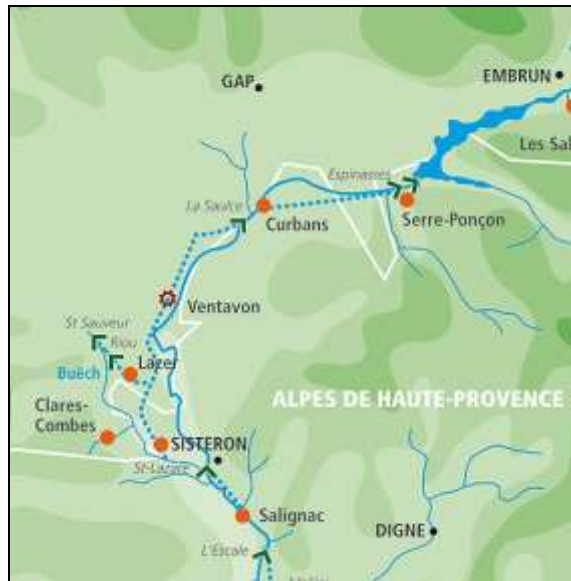 EMBRUN
GAP
Les Sal
Espinasses
La Saulce
Curbans
Serre-Ponçon
Ventavon
St Sauveur
Riou
Lazer
Buëch
ALPES DE HAUTE-PROVENCE
Clares-
Combes
SISTERON
St-Lazare
Salignac
DIGNE
L'Escale